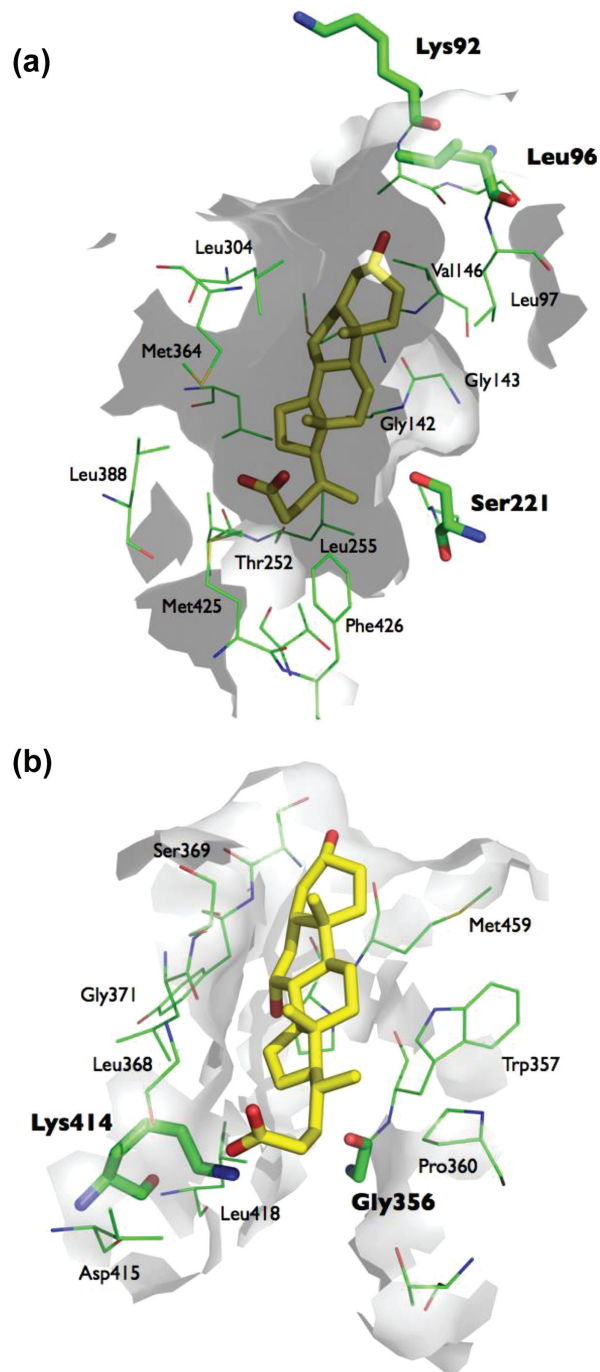 (a)
Lys92
Leu96
Leu304
Val146
Leu97
Met364
Gly143
Gly142
Leu388
Ser221
Leu255
Thr252
Met425
Phe426
(b)
Ser369
Met459
Gly371
Trp357
Leu368
Lys414
Pro360
Gly356
Leu418
Asp415